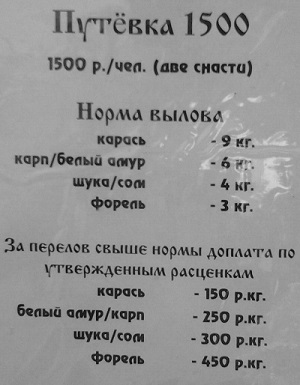 Путёвка 1500
1500 р./чел. (две снасти)
Норма вылова
карась - 9 кг.
карп/белый амур - 6 кг.
щука/сом - 4 кг.
форель - 3 кг.
За перелов свыше нормы доплата по
утвержденным расценкам
карась - 150 р.кг.
белый амур/карп - 250 р.кг.
щука/сом - 300 р.кг.
форель - 450 р.кг.